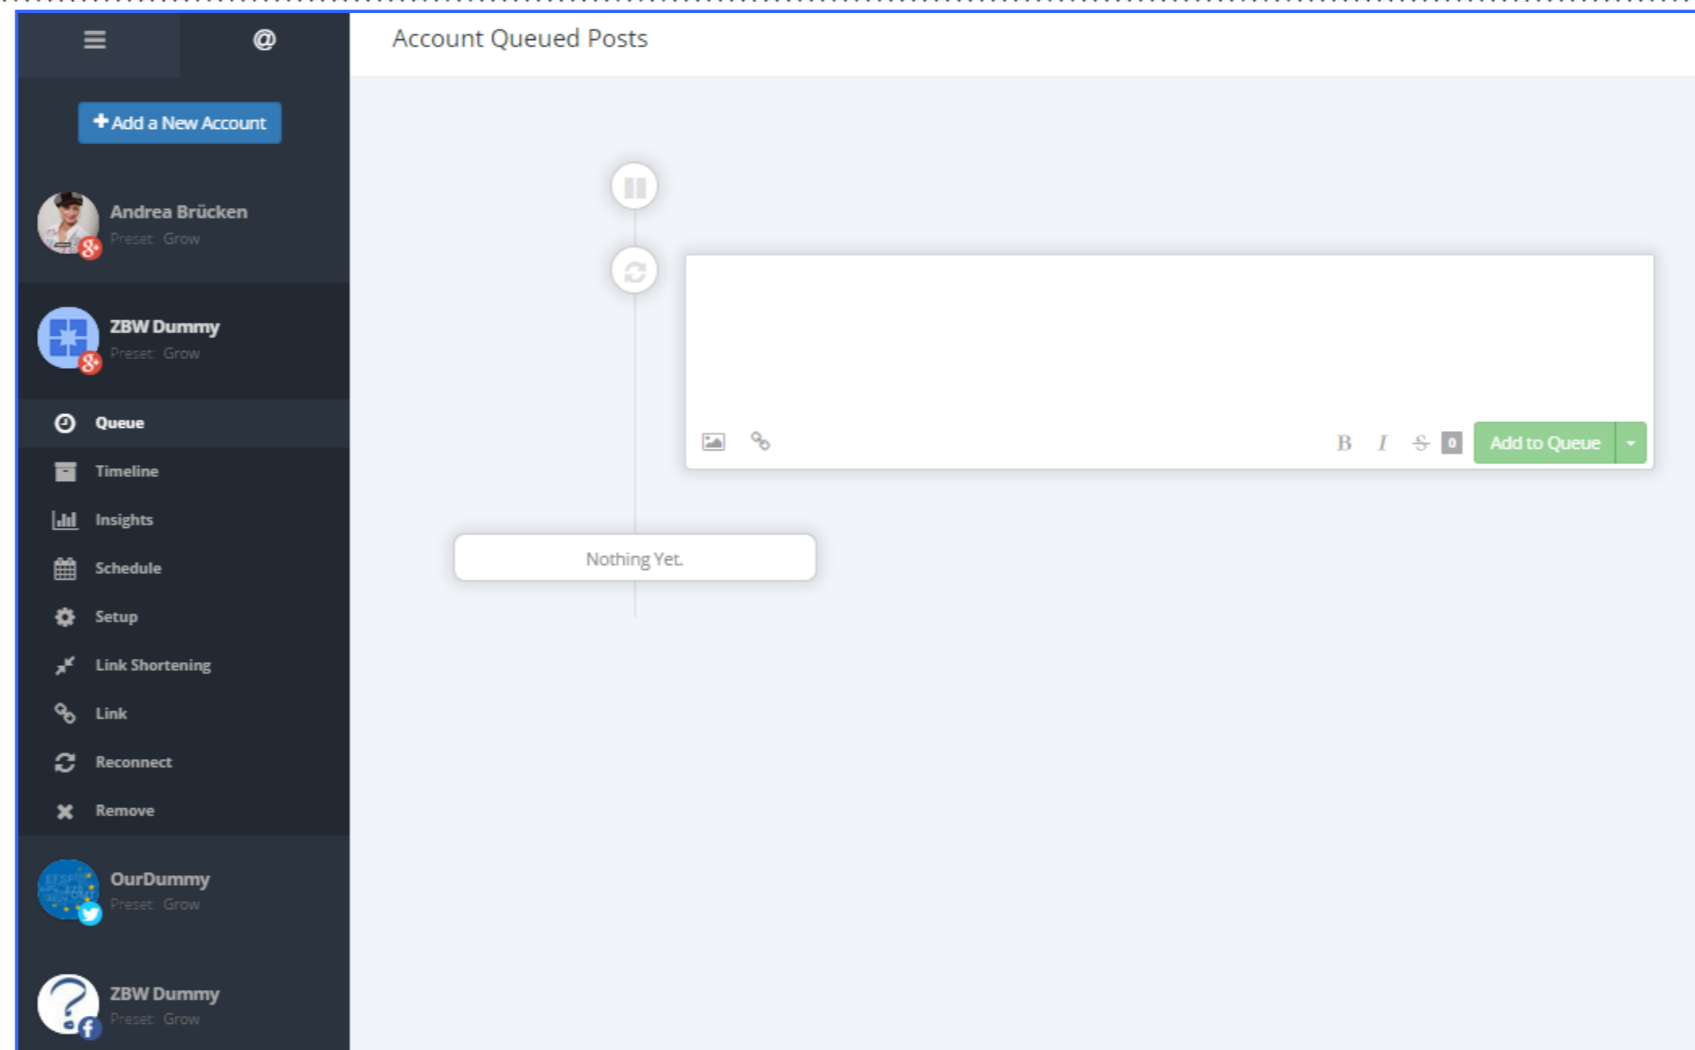 @
Account Queued Posts
Add a New Account
Andrea Brücken
Preset: Grow
ZBW Dummy
Preset: Grow
Queue
Timeline
Insights
Schedule
Setup
Link Shortening
Link
Reconnect
Remove
OurDummy
Preset: Grow
ZBW Dummy
Preset: Grow
B I S 0 Add to Queue
Nothing Yet.